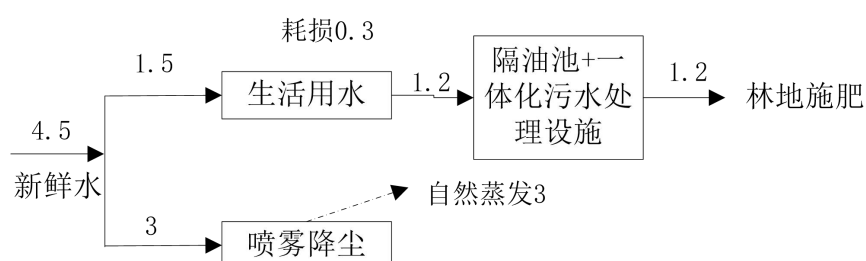 耗损0.3
1.5
生活用水
1.2
隔油池+一
体化污水处
理设施
1.2
林地施肥
4.5
新鲜水
自然蒸发3
3
喷雾降尘